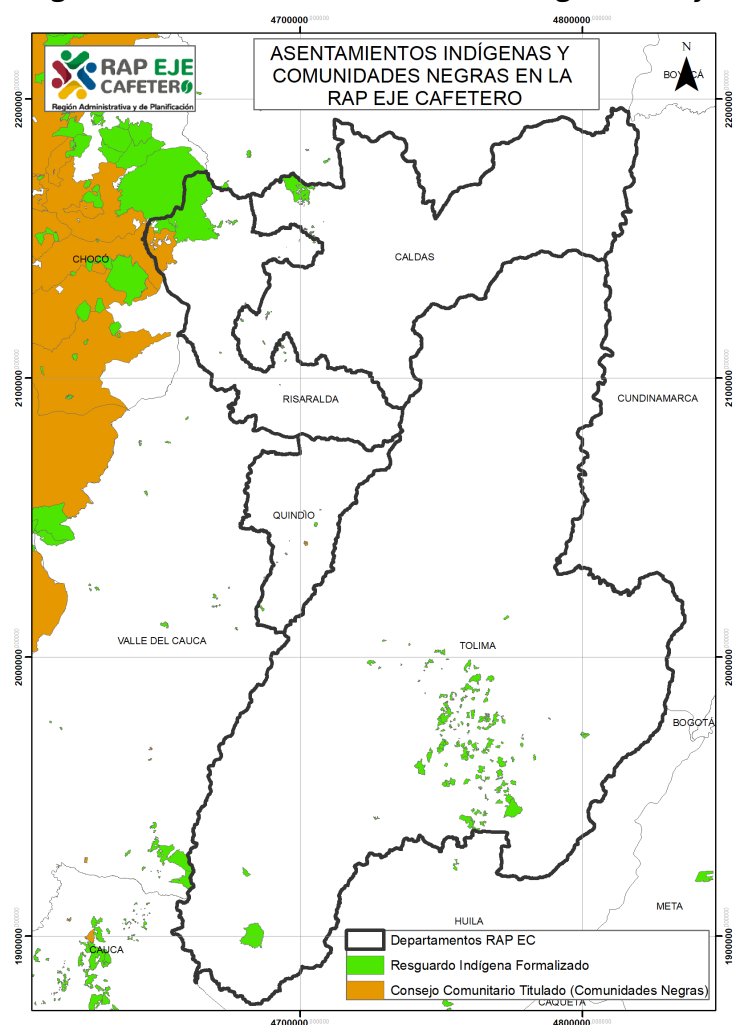 4700000
4800000
RAP EJE
CAFETERO
Región Administrativa y de Planificación
ASENTAMIENTOS INDÍGENAS Y
COMUNIDADES NEGRAS EN LA
RAP EJE CAFETERO
N
BOYACÁ
2200000
2200000
CHOCÓ
CALDAS
2100000
2100000
RISARALDA
CUNDINAMARCA
QUINDIO
VALLE DEL CAUCA
TOLIMA
2000000
2000000
BOGOTÁ
META
HUILA
1900000
1900000
CAUCA
Departamentos RAP EC
Resguardo Indígena Formalizado
Consejo Comunitario Titulado (Comunidades Negras)
CAQUETÁ
4700000
4800000